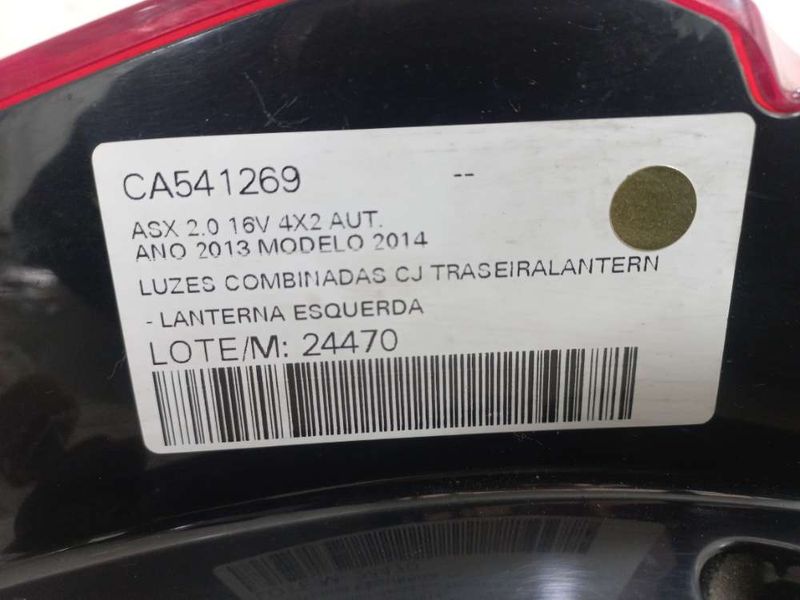 CA541269 --
ASX 2.0 16V 4X2 AUT.
ANO 2013 MODELO 2014
LUZES COMBINADAS CJ TRASEIRALANTERN
- LANTERNA ESQUERDA
LOTE/M: 24470